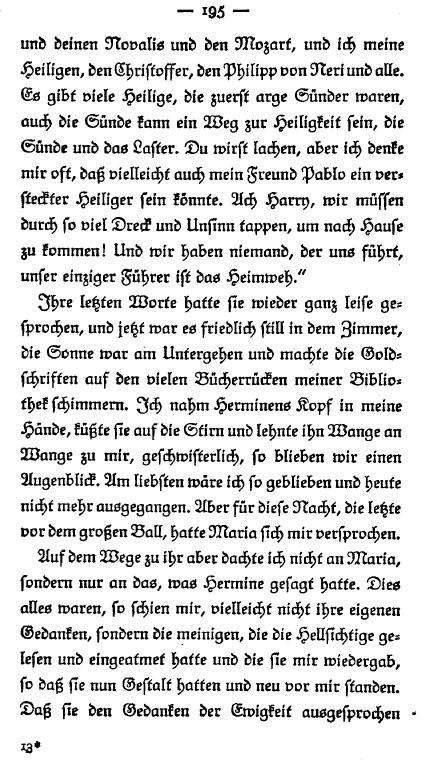 — 195 —
und deinen Novalis und den Mozart, und ich meine
Heiligen, den Christoffer, den Philipp von Neri und alle.
Es gibt viele Heilige, die zuerst arge Sünder waren,
auch die Sünde kann ein Weg zur Heiligkeit sein, die
Sünde und das Laster. Du wirst lachen, aber ich denke
mir oft, daß vielleicht auch mein Freund Pablo ein ver-
steckter Heiliger sein könnte. Ach Harry, wir müssen
durch so viel Dreck und Unsinn tappen, um nach Hause
zu kommen! Und wir haben niemand, der uns führt,
unser einziger Führer ist das Heimweh.“
Ihre letzten Worte hatte sie wieder ganz leise ge-
sprochen, und jetzt war es friedlich still in dem Zimmer,
die Sonne war am Untergehen und machte die Gold-
schriften auf den vielen Bücherrücken meiner Biblio-
thek schimmern. Ich nahm Herminens Kopf in meine
Hände, küßte sie auf die Stirn und lehnte ihn Wange an
Wange zu mir, geschwisterlich, so blieben wir einen
Augenblick. Am liebsten wäre ich so geblieben und heute
nicht mehr ausgegangen. Aber für diese Nacht, die letzte
vor dem großen Ball, hatte Maria sich mir versprochen.
Auf dem Wege zu ihr aber dachte ich nicht an Maria,
sondern nur an das, was Hermine gesagt hatte. Dies
alles waren, so schien mir, vielleicht nicht ihre eigenen
Gedanken, sondern die meinigen, die die Hellsichtige ge-
lesen und eingeatmet hatte und die sie mir wiedergab,
so daß sie nun Gestalt hatten und neu vor mir standen.
Daß sie den Gedanken der Ewigkeit ausgesprochen
13*